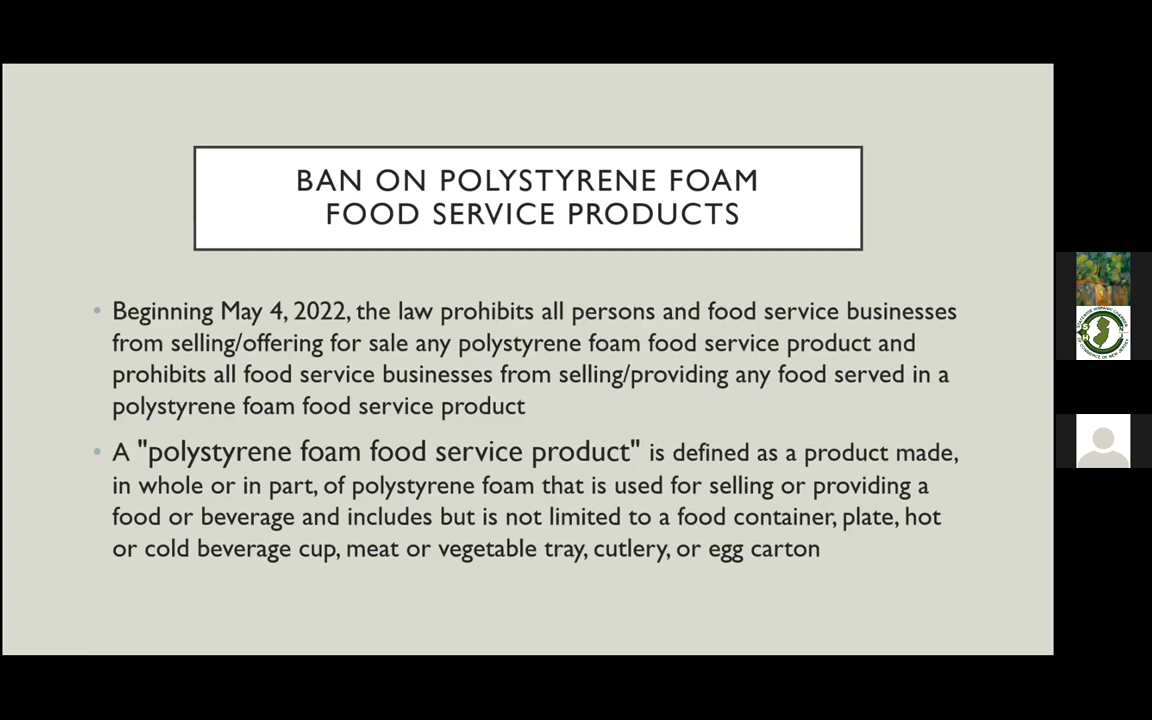 BAN ON POLYSTYRENE FOAM
FOOD SERVICE PRODUCTS
• Beginning May 4, 2022, the law prohibits all persons and food service businesses
from selling/offering for sale any polystyrene foam food service product and
prohibits all food service businesses from selling/providing any food served in a
polystyrene foam food service product
• A "polystyrene foam food service product" is defined as a product made,
in whole or in part, of polystyrene foam that is used for selling or providing a
food or beverage and includes but is not limited to a food container, plate, hot
or cold beverage cup, meat or vegetable tray, cutlery, or egg carton